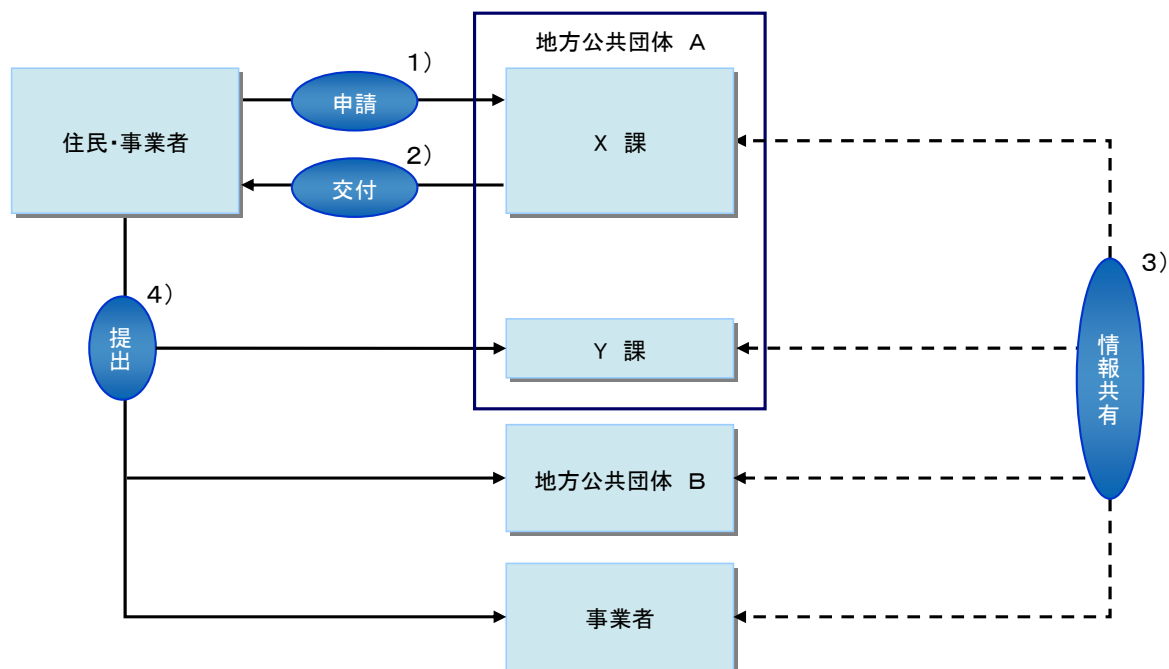 地方公共団体 A
1)
申請
住民・事業者
X 課
2)
交付
3)
4)
提出
Y 課
情報共有
地方公共団体 B
事業者